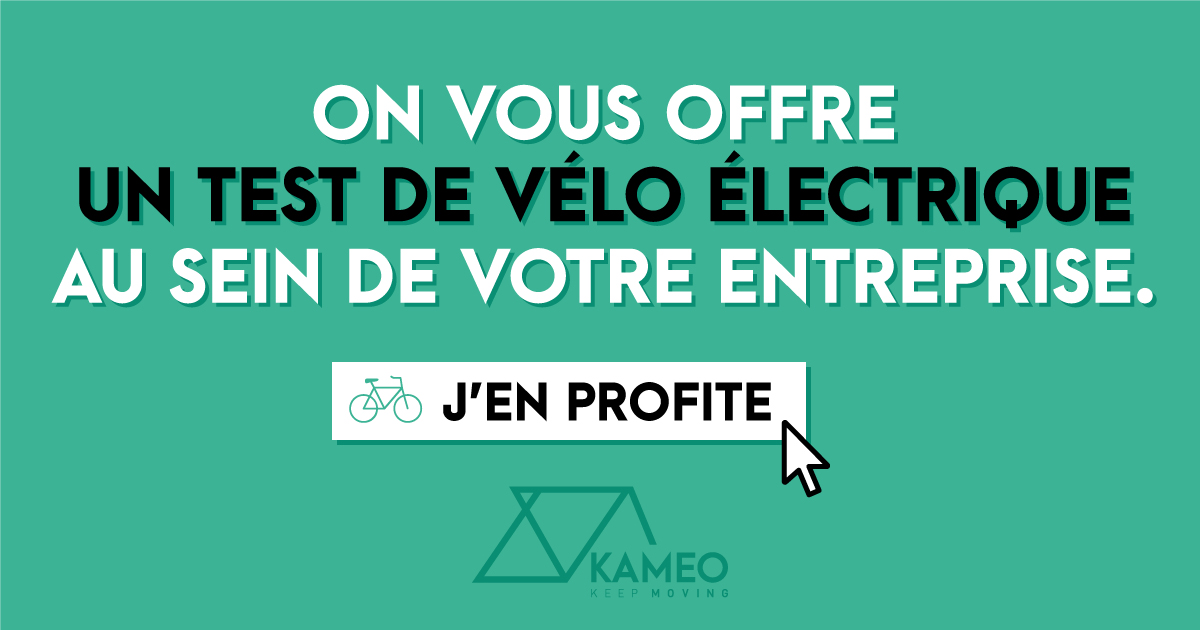 ON VOUS OFFRE
UN TEST DE VÉLO ÉLECTRIQUE
AU SEIN DE VOTRE ENTREPRISE.
J'EN PROFITE
KAMEO
KEEP MOVING